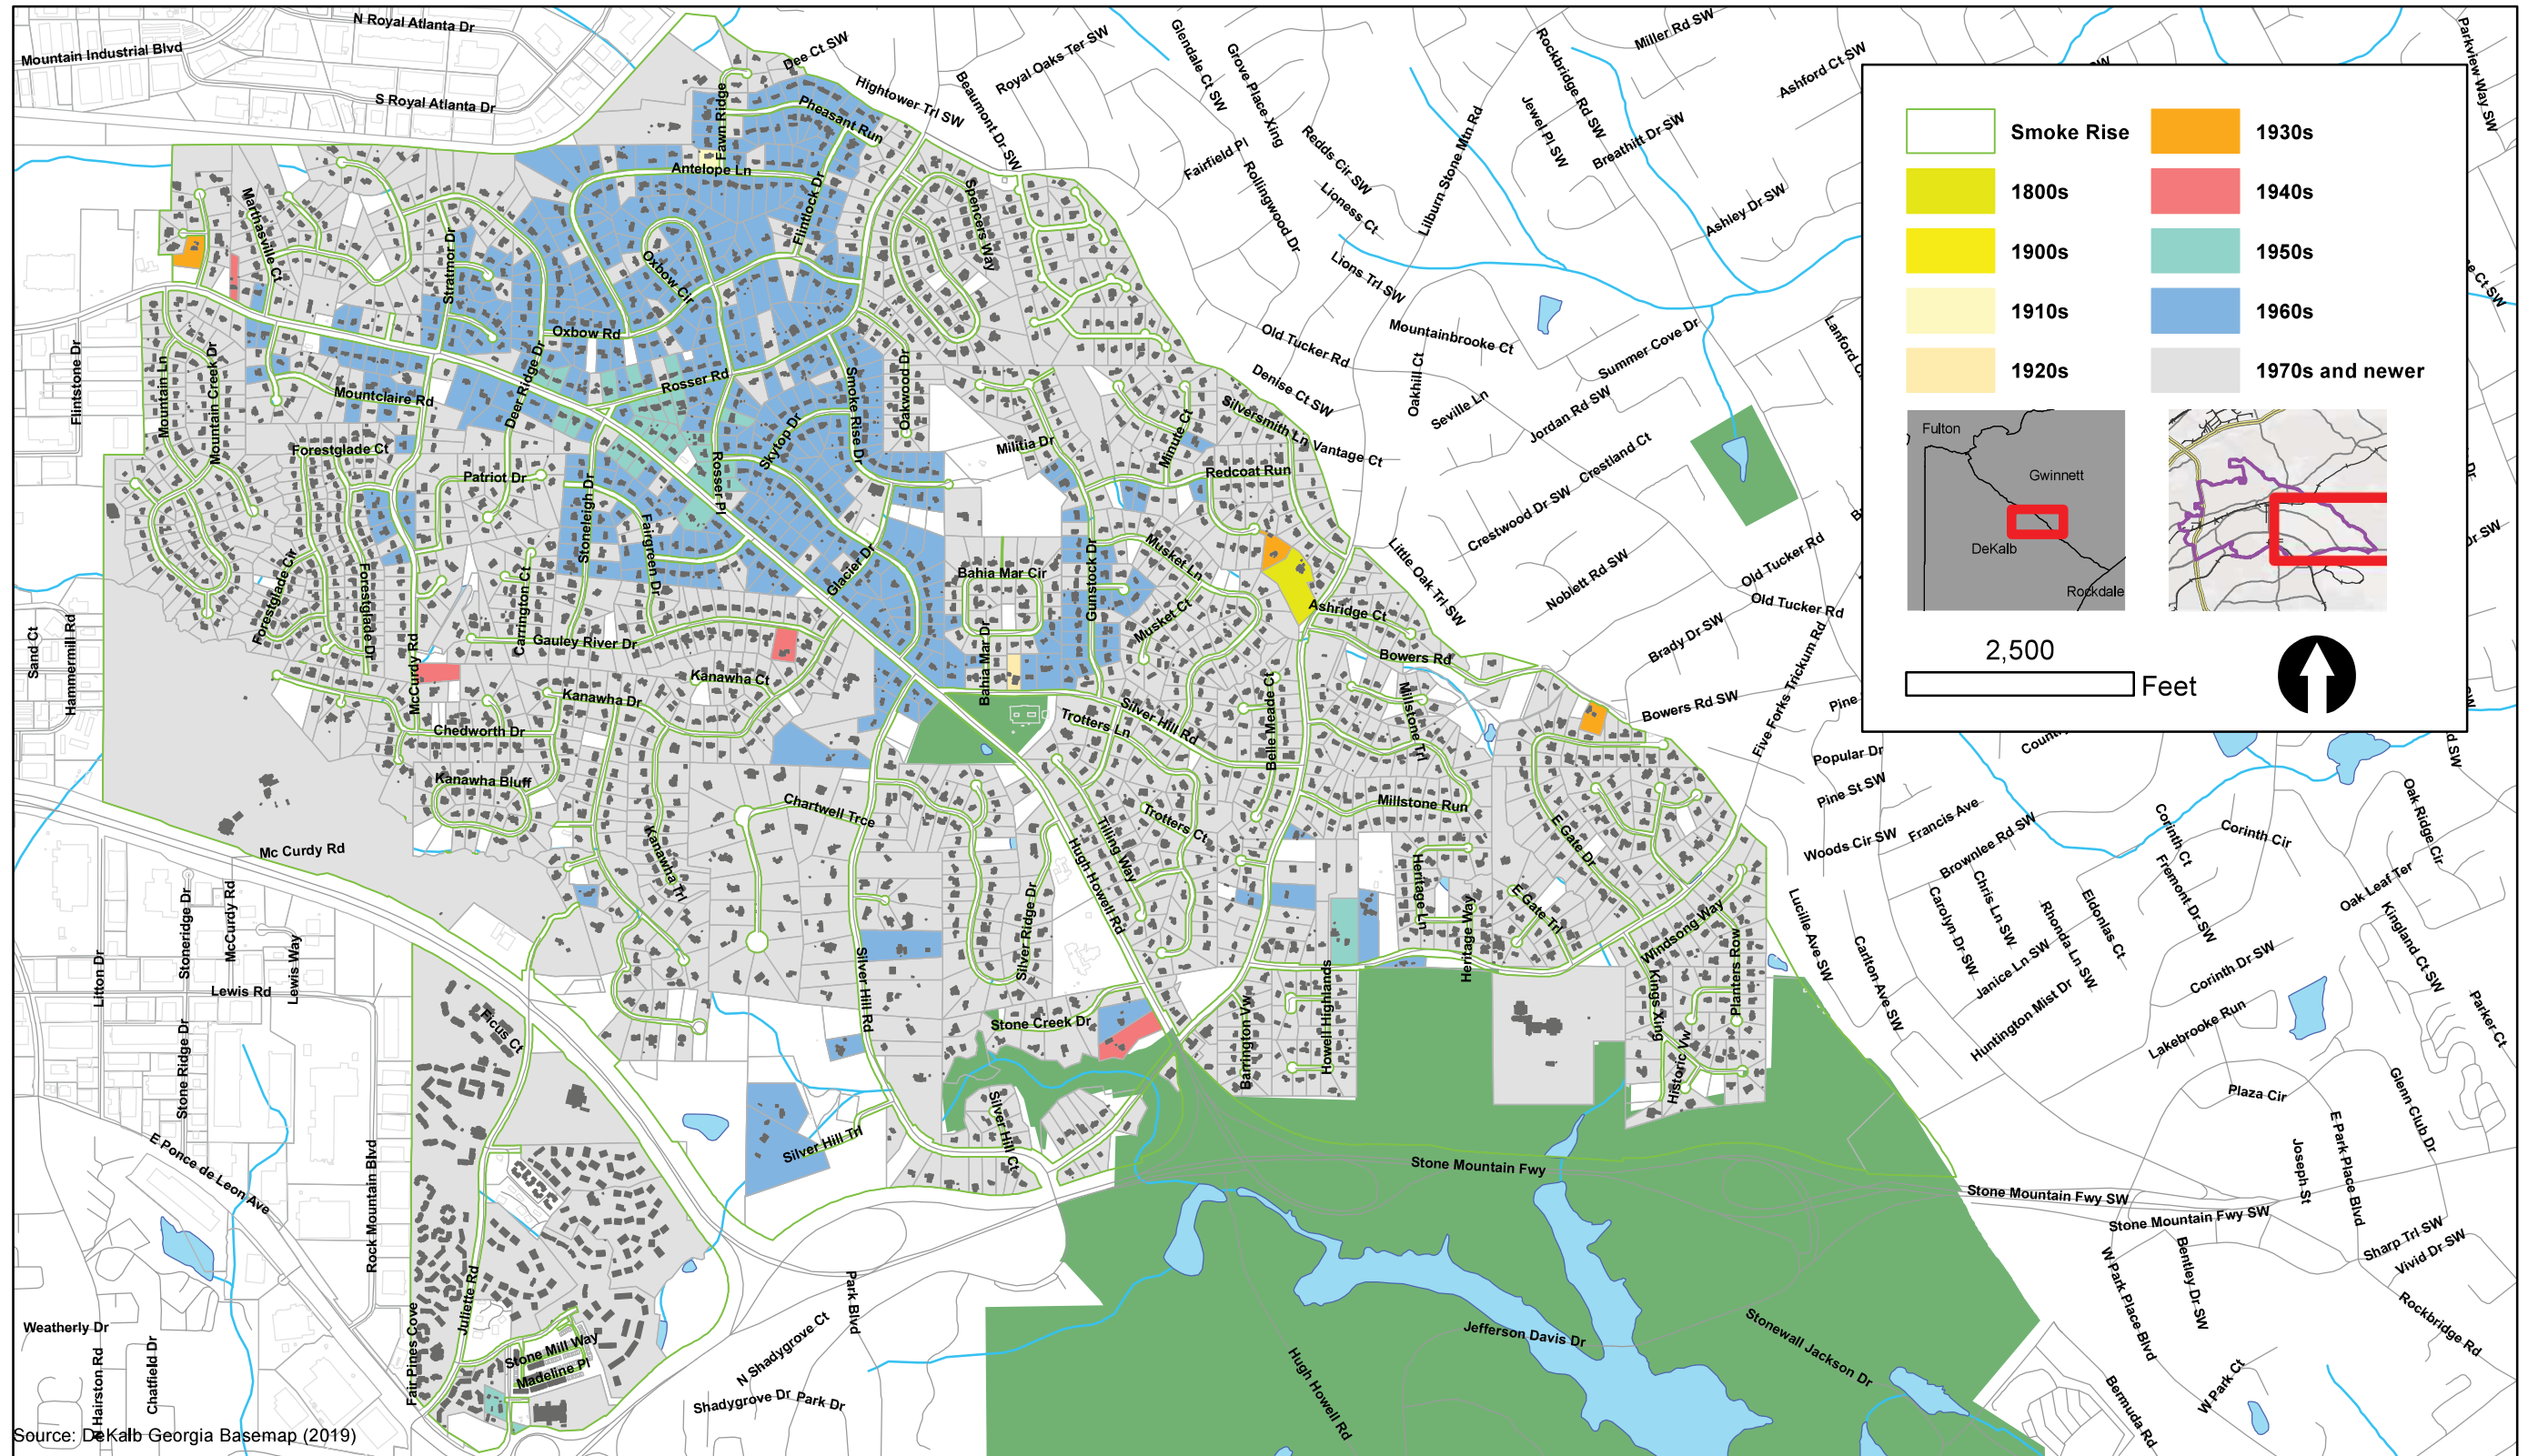 N Royal Atlanta Dr
Mountain Industrial Blvd
S Royal Atlanta Dr
Dee Ct SW
Hightower Trl SW
Royal Oaks Ter SW
Beaumont Dr SW
Glendale Ct SW
Grove Place Xing
Redds Cir SW
Fairfield Pl
Rollingwood Dr
Lioness Ct
Lions Trl SW
Lilburn Stone Mtn Rd
Rockbridge Rd SW
Jewel Pl SW
Miller Rd SW
Ashford Ct SW
Breathitt Dr SW
Ashley Dr SW
Parkview Way SW
Smoke Rise
1800s
1900s
1910s
1920s
1930s
1940s
1950s
1960s
1970s and newer
Fulton
Gwinnett
DeKalb
Rockdale
2,500
Feet
Fawn Ridge
Pheasant Run
Antelope Ln
Flintlock Dr
Spencers Way
Marthasville Ct
Stratmor Dr
Oxbow Cir
Oxbow Rd
Flintstone Dr
Mountain Ln
Mountain Creek Dr
Mountclaire Rd
Deer Ridge Dr
Rosser Rd
Smoke Rise Dr
Oakwood Dr
Skytop Dr
Rosser Pl
Forestglade Ct
Patriot Dr
Stoneleigh Dr
Fairgreen Dr
Glacier Dr
Militia Dr
Minute Ct
Redcoat Run
Silversmith Ln
Vantage Ct
Old Tucker Rd
Denise Ct SW
Mountainbrooke Ct
Oakhill Ct
Seville Ln
Summer Cove Dr
Jordan Rd SW
Crestland Ct
Crestwood Dr SW
Little Oak Trl SW
Noblett Rd SW
Old Tucker Rd
Old Tucker Rd
Brady Dr SW
Bowers Rd SW
Five Forks Trickum Rd
Bahia Mar Cir
Bahia Mar Dr
Gunstock Dr
Musket Ln
Musket Ct
Ashridge Ct
Bowers Rd
Forestglade Cir
Forestglade Dr
Carrington Ct
Gauley River Dr
McCurdy Rd
Kanawha Ct
Kanawha Dr
Chedworth Dr
Kanawha Bluff
Kanawha Trl
Chartwell Trce
Trotters Ln
Silver Hill Rd
Belle Meade Ct
Millstone Trl
Millstone Run
Trotters Ct
Tilling Way
Hugh Howell Rd
Silver Ridge Dr
Silver Hill Rd
Heritage Ln
Heritage Way
E Gate Dr
E Gate Trl
Windsong Way
Planters Row
Kings Xing
Historic Vw
Howell Highlands
Barrington Vw
Stone Creek Dr
Silver Hill Ct
Silver Hill Trl
Sand Ct
Hammermill Rd
Mc Curdy Rd
Stoneridge Dr
McCurdy Rd
Lewis Way
Litton Dr
Lewis Rd
Stone Ridge Dr
Ficus Ct
E Ponce de Leon Ave
Rock Mountain Blvd
Juliette Rd
Fair Pines Cove
Stone Mill Way
Madeline Pl
Weatherly Dr
Chatfield Dr
N Hairston Rd
Park Blvd
N Shadygrove Ct
Shadygrove Dr
Park Dr
Stone Mountain Fwy
Stone Mountain Fwy SW
Stone Mountain Fwy SW
Jefferson Davis Dr
Stonewall Jackson Dr
Hugh Howell Rd
Popular Dr
Pine St SW
Woods Cir SW
Francis Ave
Brownlee Rd SW
Corinth Ct
Corinth Cir
Oak Ridge Cir
Oak Leaf Ter
Kingland Ct SW
Fremont Dr SW
Chris Ln SW
Carolyn Dr SW
Eldonlas Ct
Rhonda Ln SW
Janice Ln SW
Lucille Ave SW
Carlton Ave SW
Huntington Mist Dr
Corinth Dr SW
Lakebrooke Run
Parker Ct
Plaza Cir
Glenn Club Dr
E Park Place Blvd
Joseph St
Sharp Trl SW
Vivid Dr SW
W Park Place Blvd
Bentley Dr SW
Rockbridge Rd
W Park Ct
Bermuda Rd
Source: DeKalb Georgia Basemap (2019)